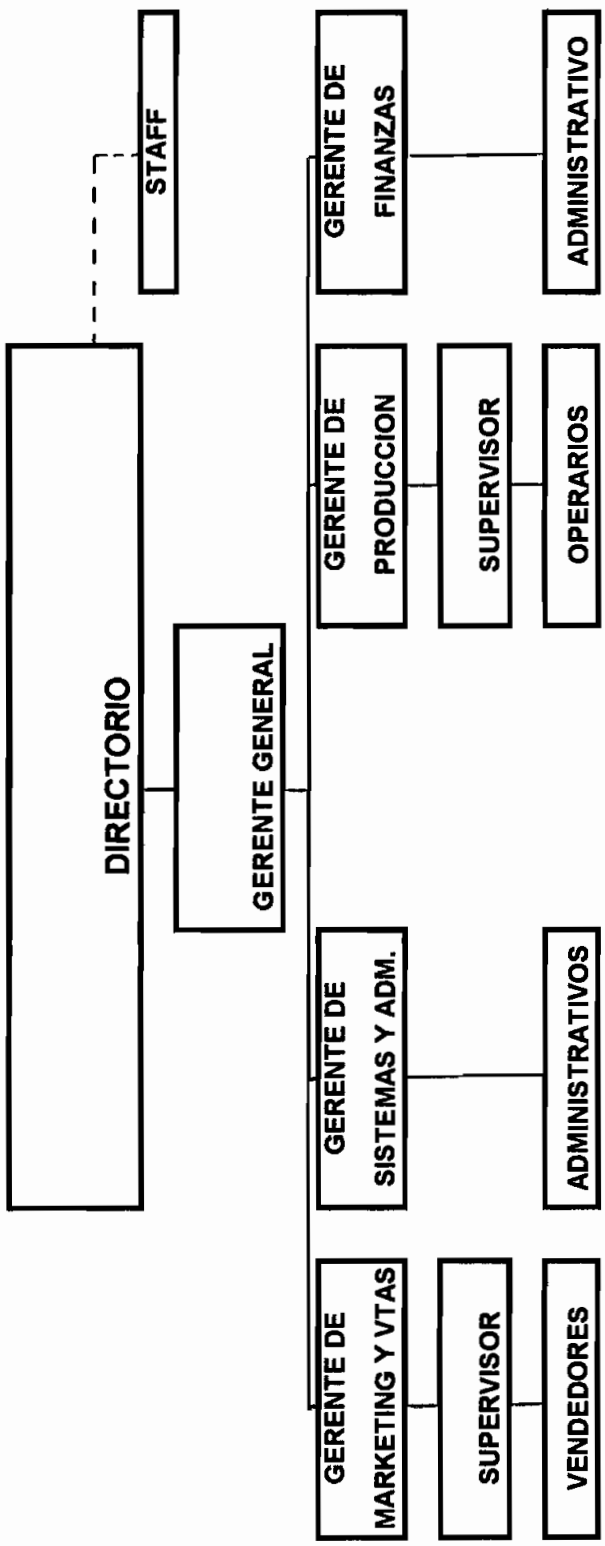 DIRECTORIO
STAFF
GERENTE GENERAL
GERENTE DE
MARKETING Y VTAS
GERENTE DE
SISTEMAS Y ADM.
GERENTE DE
PRODUCCION
GERENTE DE
FINANZAS
SUPERVISOR
SUPERVISOR
VENDEDORES
ADMINISTRATIVOS
OPERARIOS
ADMINISTRATIVO